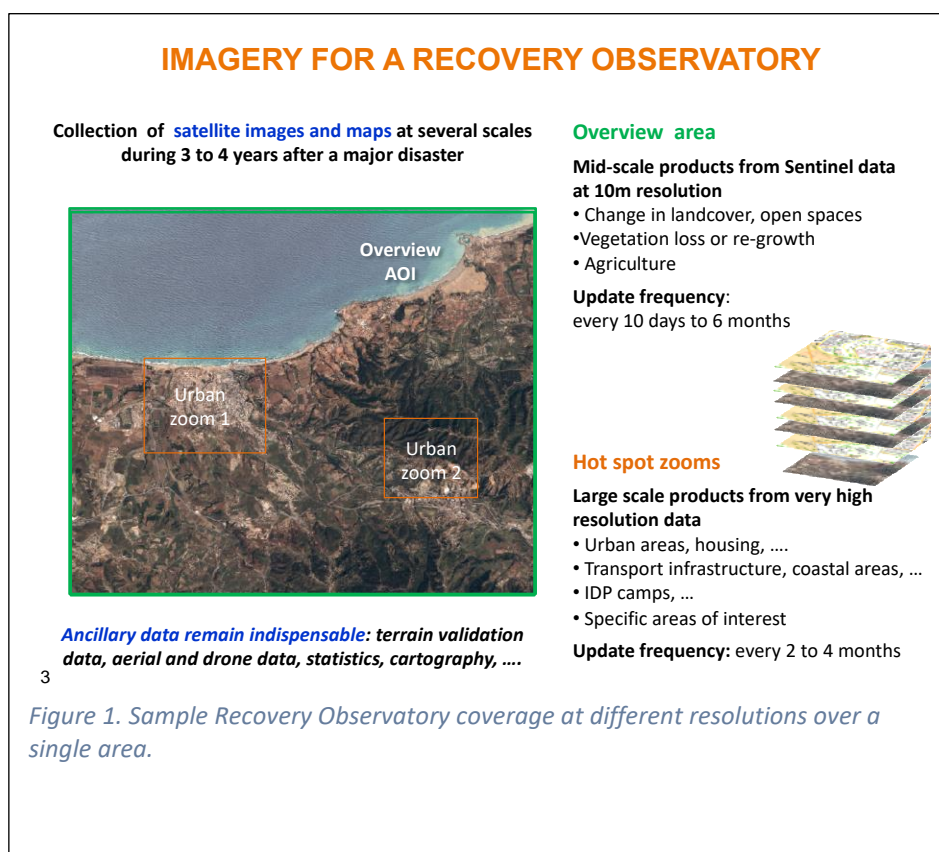 IMAGERY FOR A RECOVERY OBSERVATORY
Collection of satellite images and maps at several scales
during 3 to 4 years after a major disaster
Overview
AOI
Urban
zoom 1
Urban
zoom 2
Ancillary data remain indispensable: terrain validation
data, aerial and drone data, statistics, cartography, ....
3
Overview area
Mid-scale products from Sentinel data
at 10m resolution
• Change in landcover, open spaces
•Vegetation loss or re-growth
• Agriculture
Update frequency:
every 10 days to 6 months
Hot spot zooms
Large scale products from very high
resolution data
• Urban areas, housing, ....
• Transport infrastructure, coastal areas, ...
• IDP camps, ...
• Specific areas of interest
Update frequency: every 2 to 4 months
Figure 1. Sample Recovery Observatory coverage at different resolutions over a
single area.